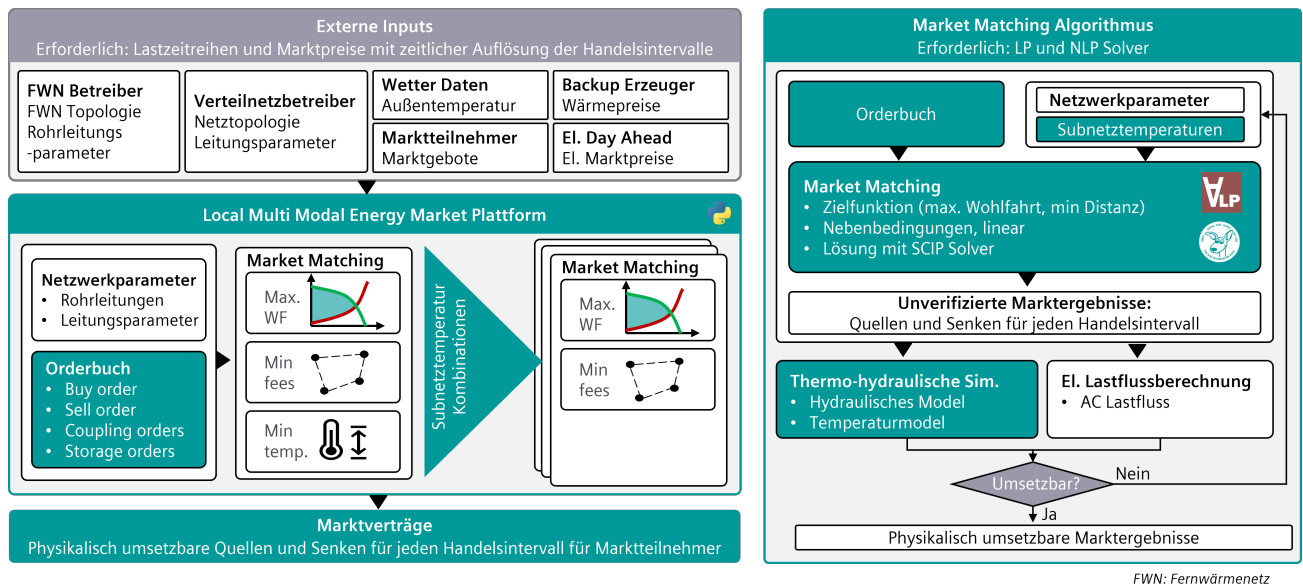 Externe Inputs
Erforderlich: Lastzeitreihen und Marktpreise mit zeitlicher Auflösung der Handelsintervalle
FWN Betreiber
FWN Topologie
Rohrleitungs
-parameter
Verteilnetzbetreiber
Netztopologie
Leitungsparameter
Wetter Daten
Außentemperatur
Marktteilnehmer
Marktgebote
Backup Erzeuger
Wärmepreise
El. Day Ahead
El. Marktpreise
Local Multi Modal Energy Market Plattform
Netzwerkparameter
• Rohrleitungen
• Leitungsparameter
Orderbuch
• Buy order
• Sell order
• Coupling orders
• Storage orders
Market Matching
Max.
WF
Min
fees
Min
temp.
Subnetztemperatur
Kombinationen
Market Matching
Max.
WF
Min
fees
Marktverträge
Physikalisch umsetzbare Quellen und Senken für jeden Handelsintervall für Marktteilnehmer
Market Matching Algorithmus
Erforderlich: LP und NLP Solver
Orderbuch
Netzwerkparameter
Subnetztemperaturen
Market Matching
• Zielfunktion (max. Wohlfahrt, min Distanz)
• Nebenbedingungen, linear
• Lösung mit SCIP Solver
∀LP
Unverifizierte Marktergebnisse:
Quellen und Senken für jeden Handelsintervall
Thermo-hydraulische Sim.
• Hydraulisches Model
• Temperaturmodel
El. Lastflussberechnung
• AC Lastfluss
Umsetzbar?
Nein
Ja
Physikalisch umsetzbare Marktergebnisse
FWN: Fernwärmenetz